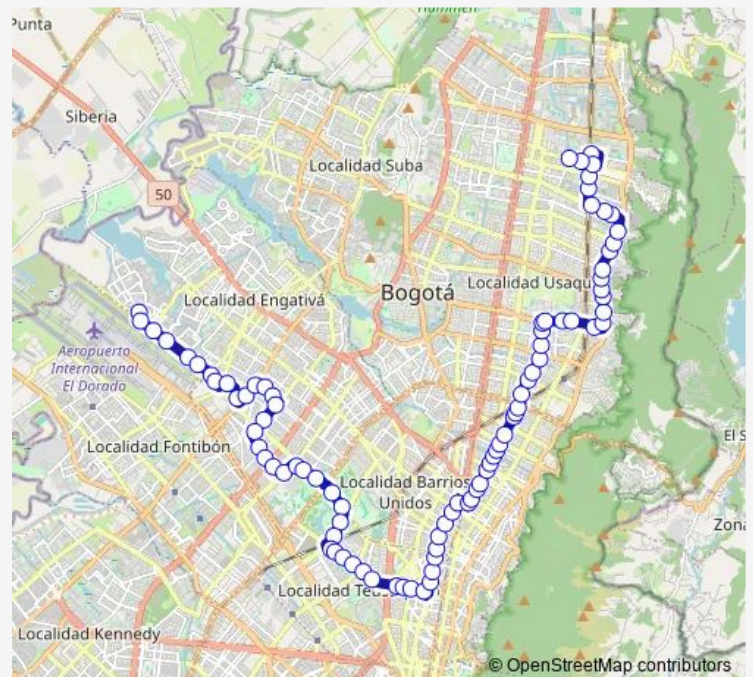 Punta
Siberia
50
Localidad Suba
Localidad Engativá
Bogotá
Localidad Usaqu
Aeropuerto
Internacional
El Dorado
Localidad Fontibón
Localidad Barrios
Unidos
El S
Zona
Localidad Teus
Localidad Kennedy
© OpenStreetMap contributors